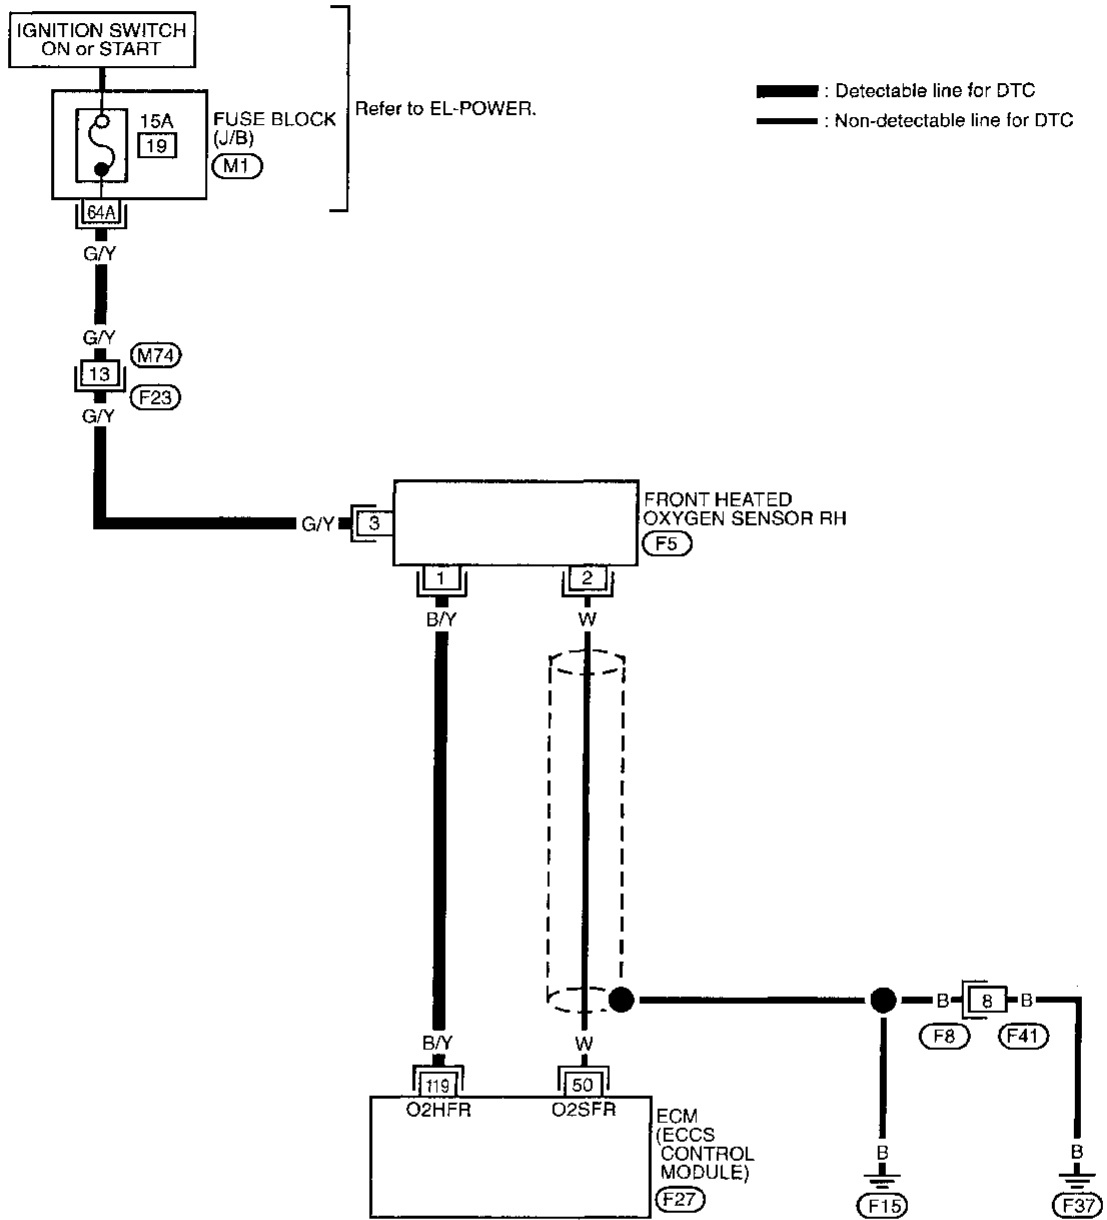 IGNITION SWITCH
ON or START
Refer to EL-POWER.
: Detectable line for DTC
: Non-detectable line for DTC
15A
19
FUSE BLOCK
(J/B)
M1
64A
G/Y
G/Y
M74
13
F23
G/Y
G/Y
3
FRONT HEATED
OXYGEN SENSOR RH
F5
1
2
B/Y
W
B
8
B
F8
F41
B/Y
W
119
50
O2HFR
O2SFR
ECM
(ECCS
CONTROL
MODULE)
F27
B
B
F15
F37